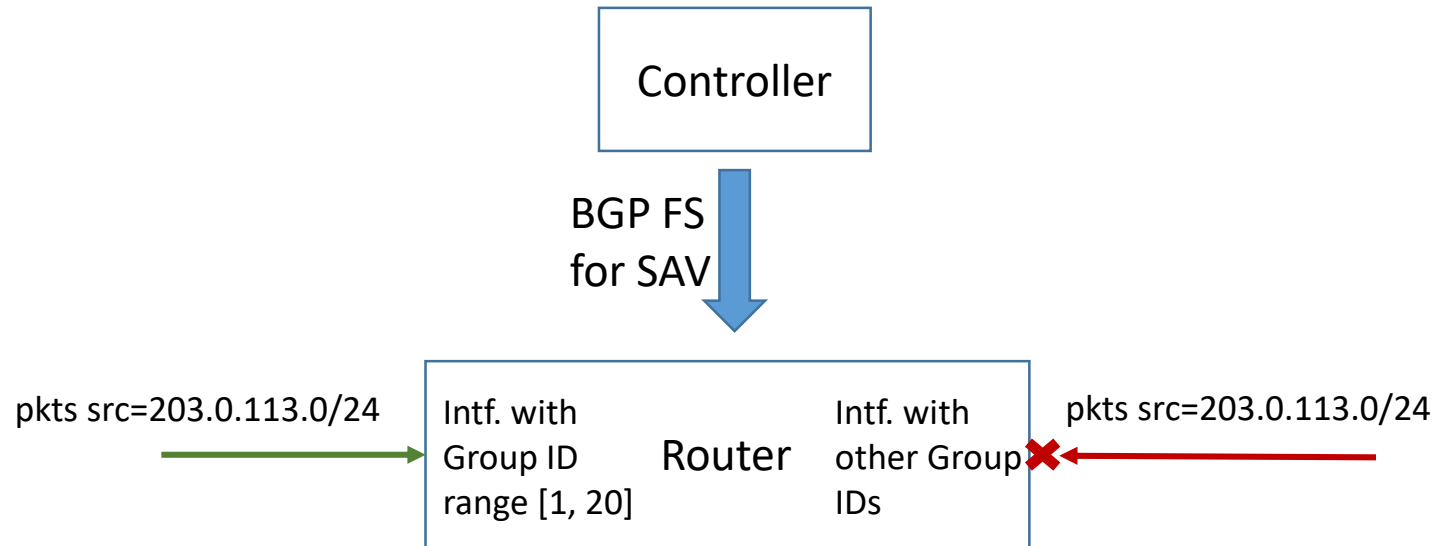 Controller
BGP FS
for SAV
pkts src=203.0.113.0/24
Intf. with
Group ID
range [1, 20]
Router
Intf. with
other Group
IDs
pkts src=203.0.113.0/24